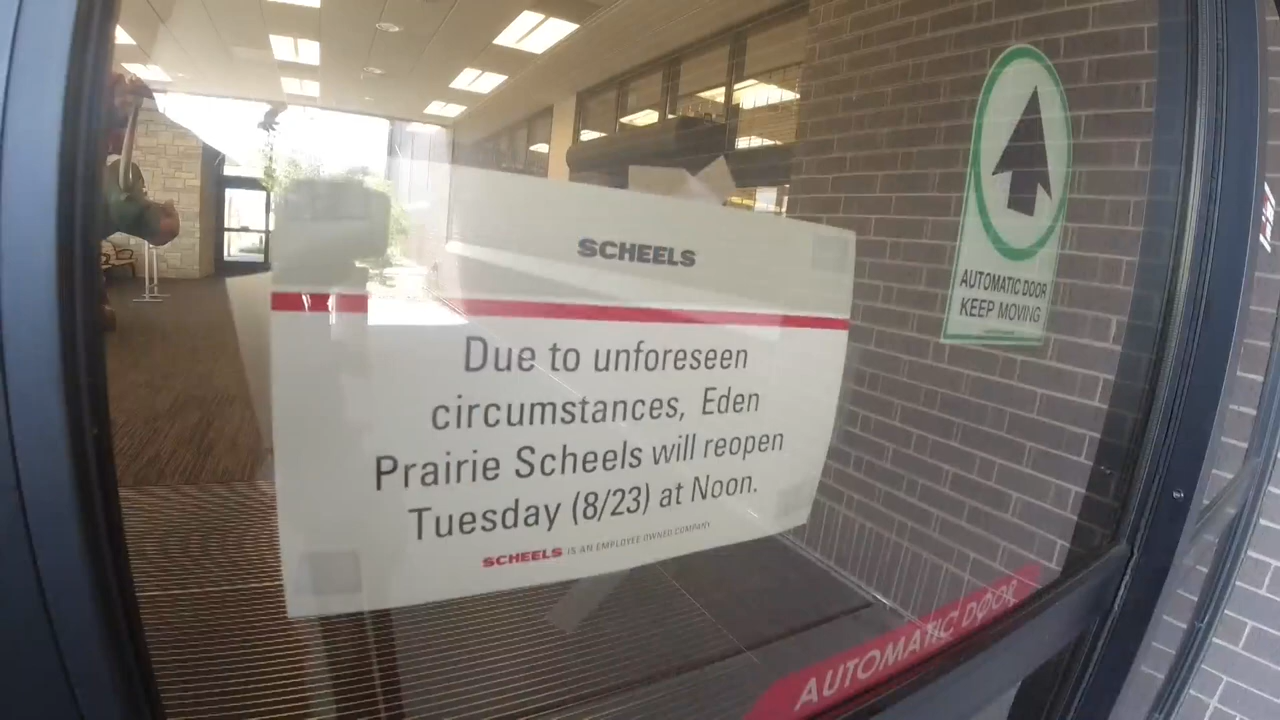 SCHEELS
Due to unforeseen
circumstances, Eden
Prairie Scheels will reopen
Tuesday (8/23) at Noon.
SCHEELS IS AN EMPLOYEE OWNED COMPANY
AUTOMATIC DOOR
KEEP MOVING
AUTOMATIC DOOR